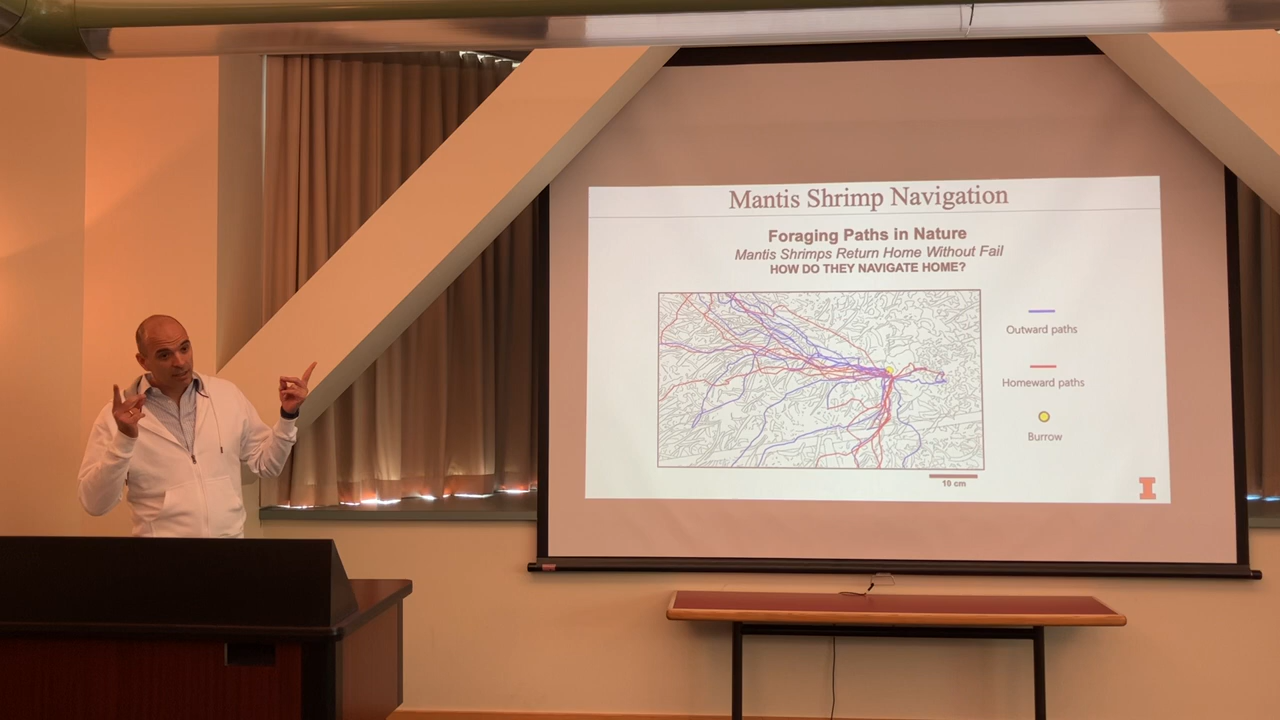 Mantis Shrimp Navigation
Foraging Paths in Nature
Mantis Shrimps Return Home Without Fail
HOW DO THEY NAVIGATE HOME?
Outward paths
Homeward paths
Burrow
10 cm
I